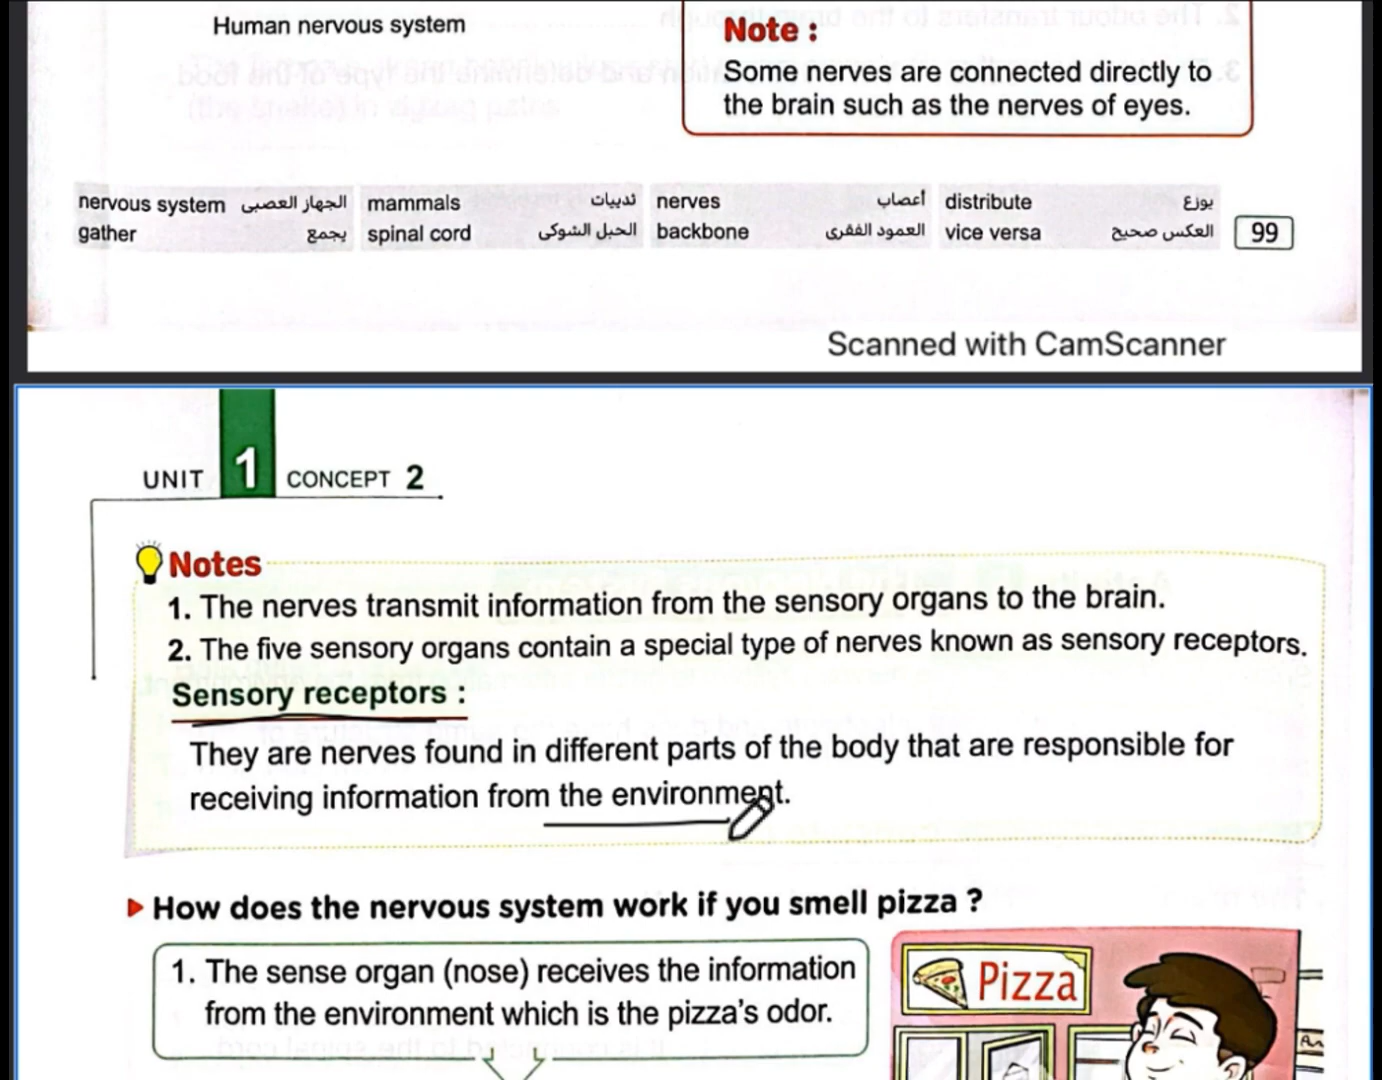 Human nervous system
Note :
Some nerves are connected directly to
the brain such as the nerves of eyes.
nervous system الجهاز العصبى mammals ثدييات nerves أعصاب distribute يوزع
gather يجمع spinal cord الحبل الشوكى backbone العمود الفقرى vice versa العكس صحيح
99
Scanned with CamScanner
UNIT 1 CONCEPT 2
Notes
1. The nerves transmit information from the sensory organs to the brain.
2. The five sensory organs contain a special type of nerves known as sensory receptors.
Sensory receptors :
They are nerves found in different parts of the body that are responsible for
receiving information from the environment.
How does the nervous system work if you smell pizza ?
1. The sense organ (nose) receives the information
from the environment which is the pizza's odor.
Pizza